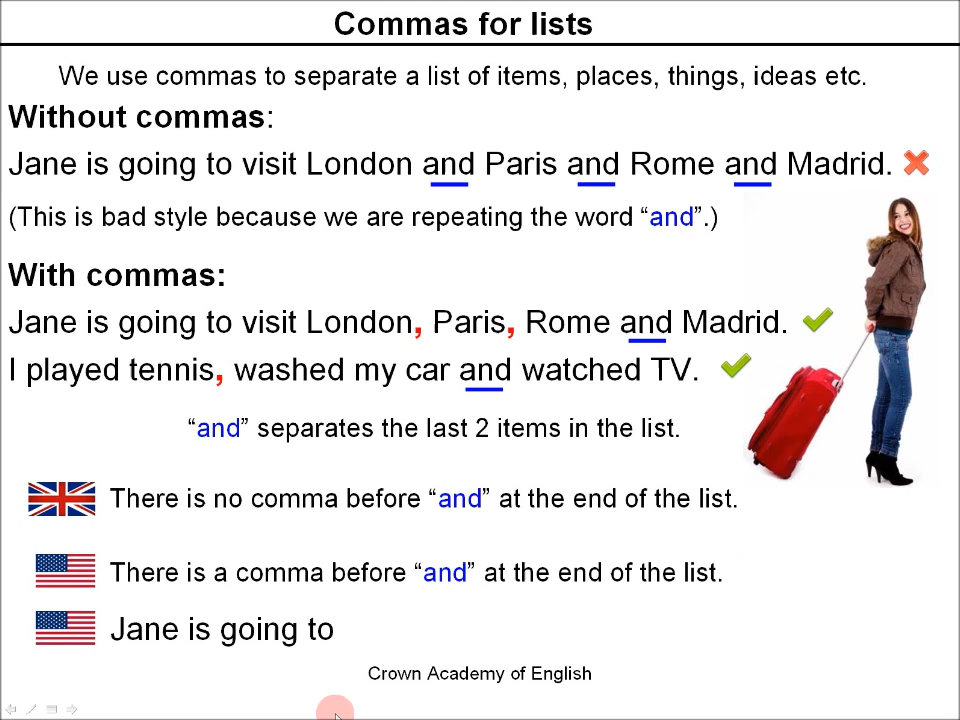 Commas for lists
We use commas to separate a list of items, places, things, ideas etc.
Without commas:
Jane is going to visit London and Paris and Rome and Madrid.
(This is bad style because we are repeating the word “and”.)
With commas:
Jane is going to visit London, Paris, Rome and Madrid.
I played tennis, washed my car and watched TV.
“and” separates the last 2 items in the list.
There is no comma before “and” at the end of the list.
There is a comma before “and” at the end of the list.
Jane is going to
Crown Academy of English